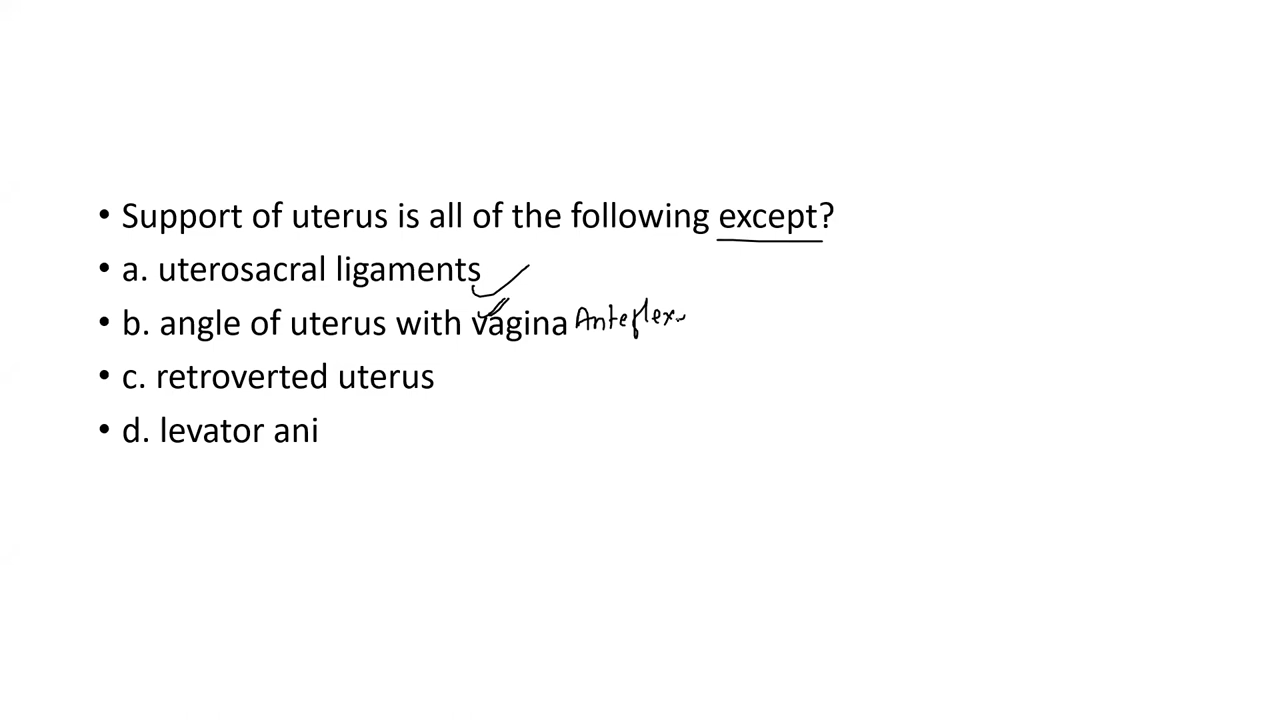 • Support of uterus is all of the following except?
• a. uterosacral ligaments
• b. angle of uterus with vagina Anteflex
• c. retroverted uterus
• d. levator ani